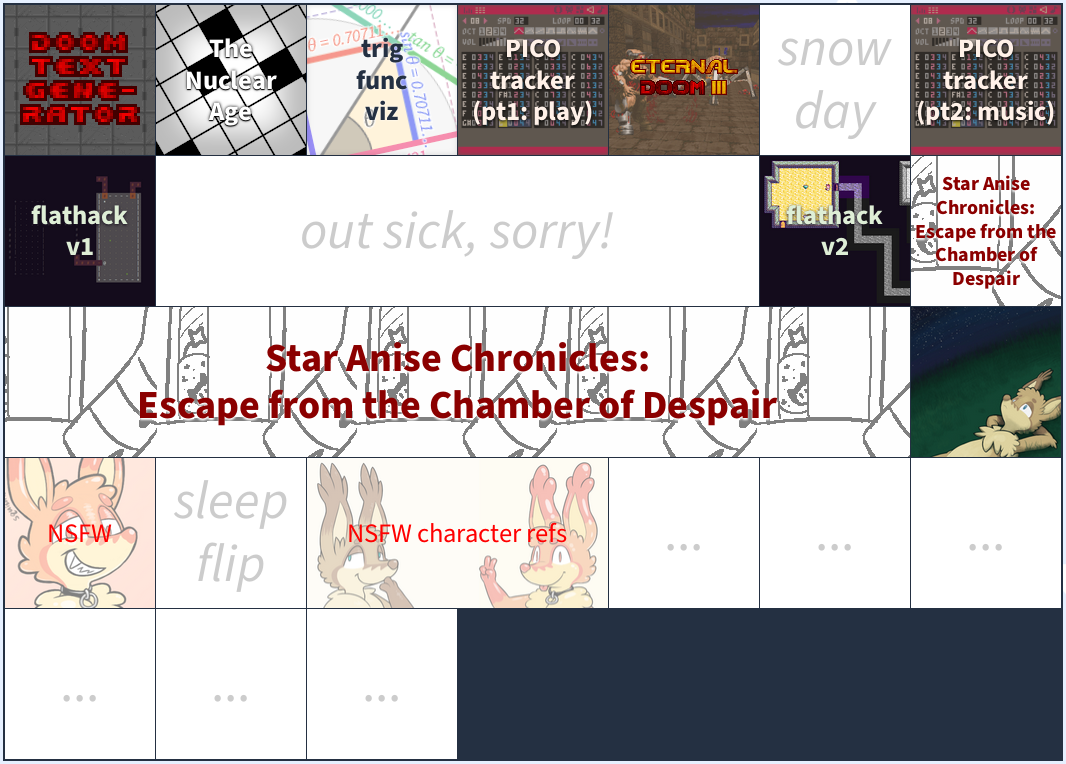 DOOM
TEXT
GENE-
RATOR
The
Nuclear
Age
θ = 0.70711
trig
func
viz
PICO
tracker
(pt1: play)
ETERNAL
DOOM III
snow
day
PICO
tracker
(pt2: music)
flathack
v1
out sick, sorry!
flathack
v2
Star Anise
Chronicles:
Escape from the
Chamber of
Despair
Star Anise Chronicles:
Escape from the Chamber of Despair
NSFW
sleep
flip
NSFW character refs
...
...
...
...
...
...